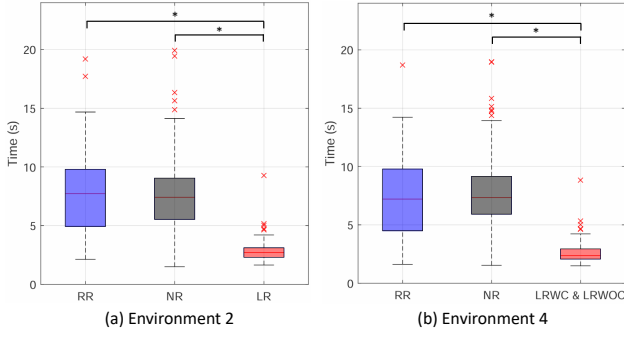 * *
* *
20 20
15 15
10 10
5 5
0 0
Time (s) Time (s)
RR NR LR RR NR LRWC & LRWOC
(a) Environment 2 (b) Environment 4